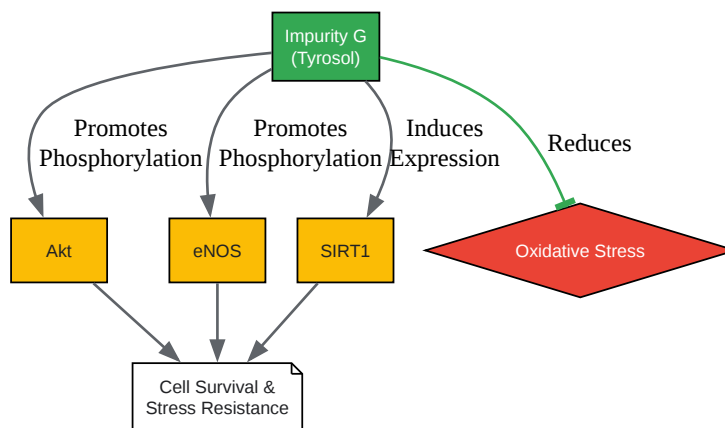 Impurity G
(Tyrosol)
Promotes
Phosphorylation
Promotes
Phosphorylation
Induces
Expression
Reduces
Akt
eNOS
SIRT1
Oxidative Stress
Cell Survival &
Stress Resistance